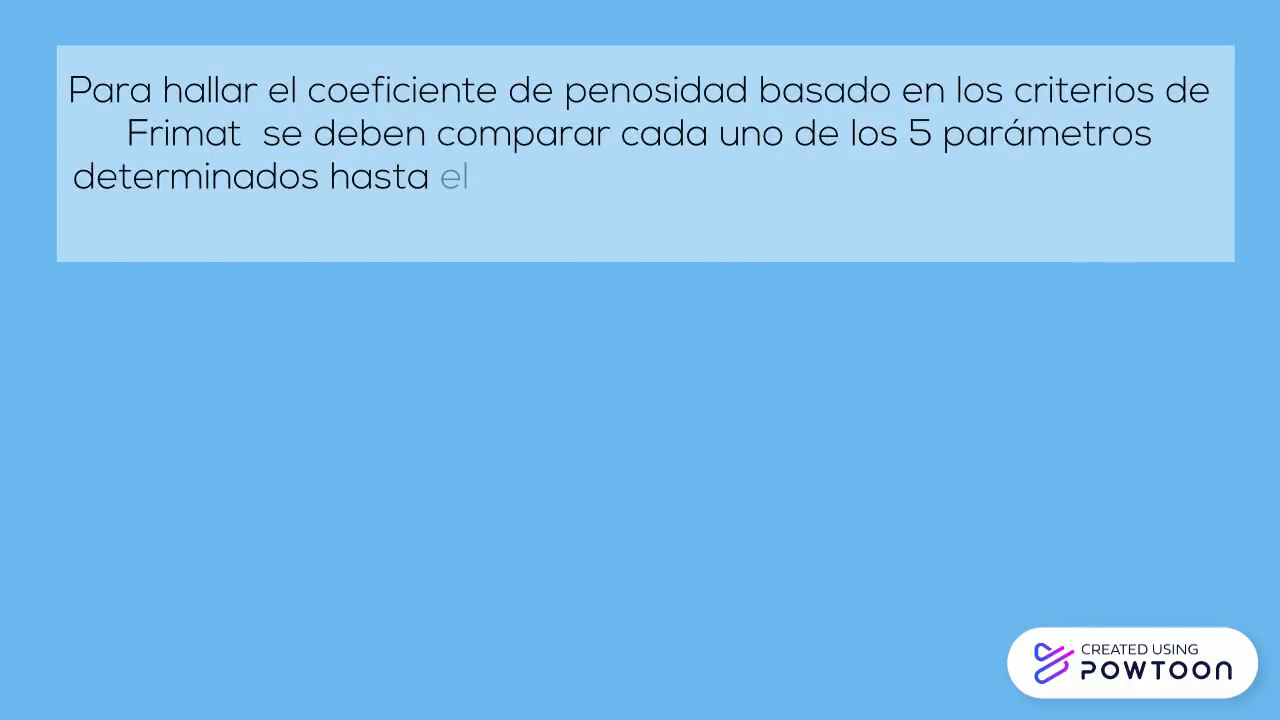 Para hallar el coeficiente de penosidad basado en los criterios de
Frimat se deben comparar cada uno de los 5 parámetros
determinados hasta el
CREATED USING
POWTOON